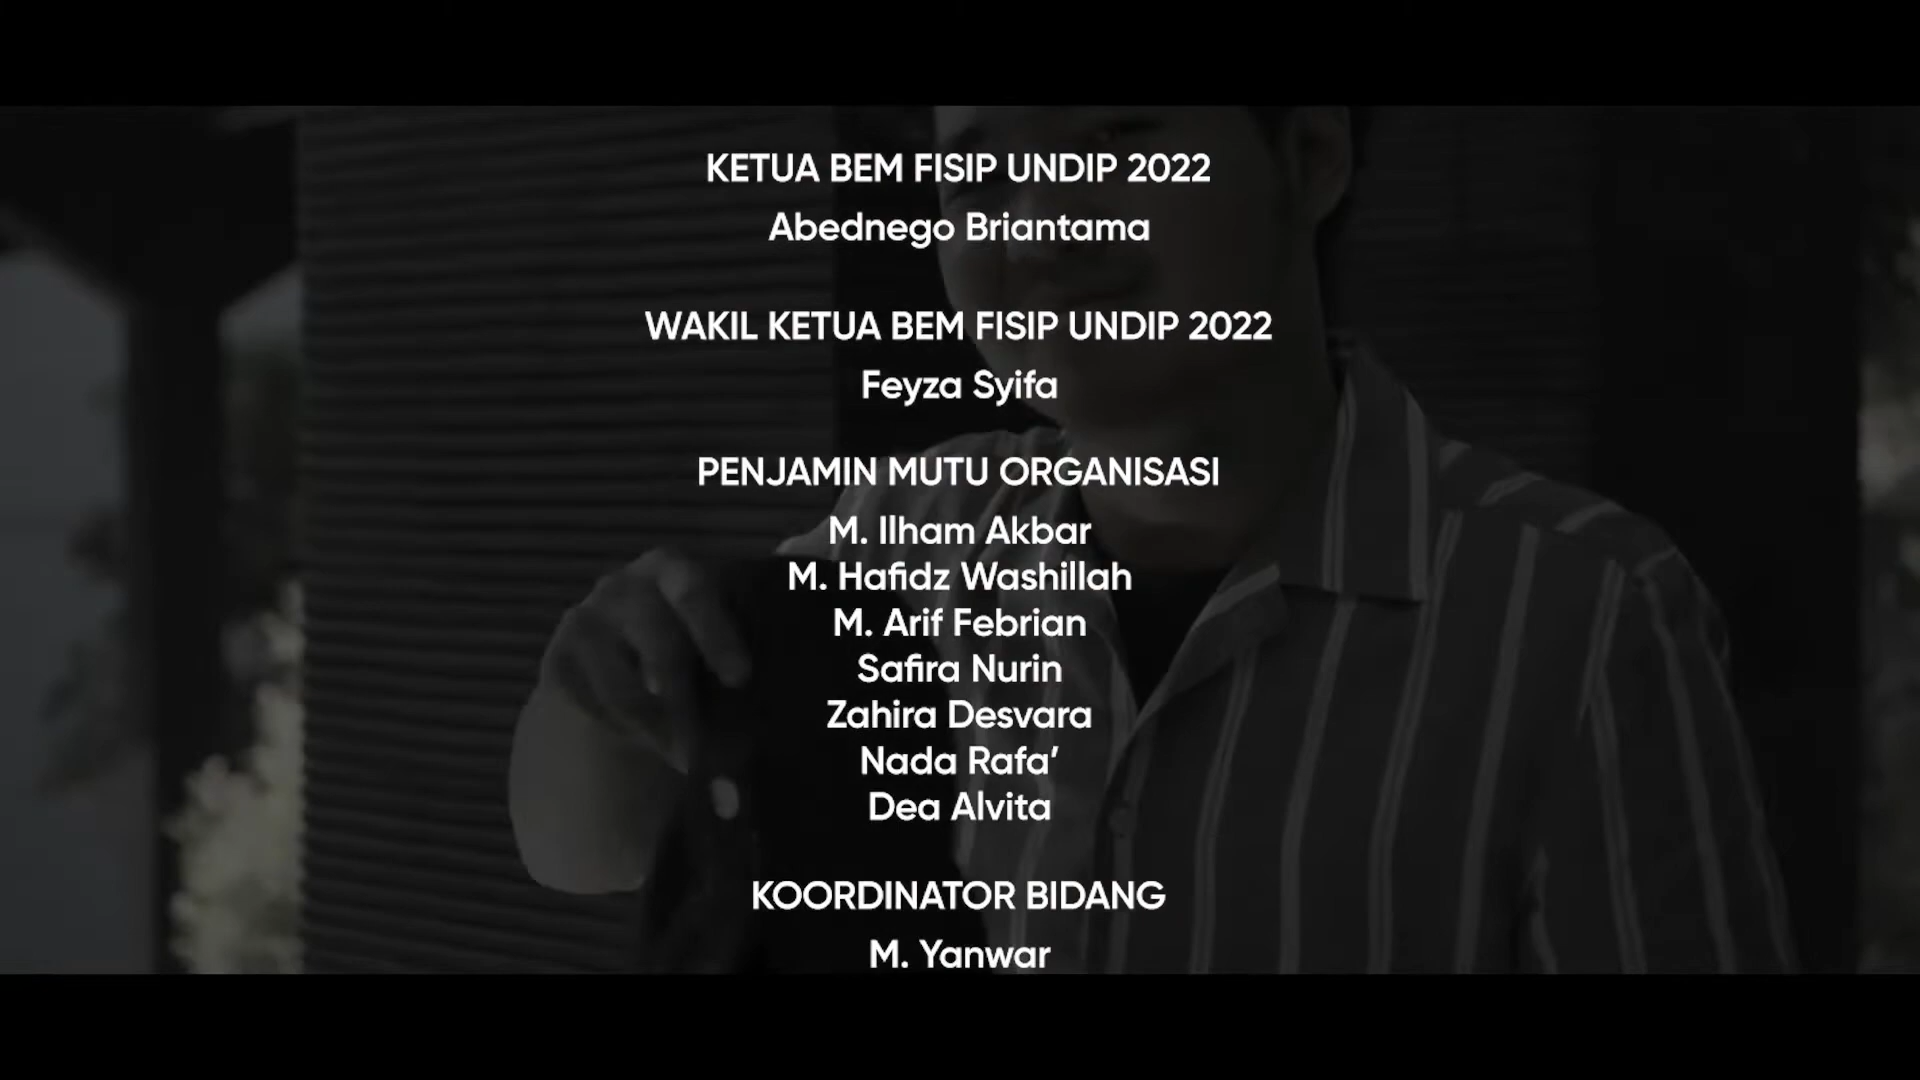 KETUA BEM FISIP UNDIP 2022
Abednego Briantama
WAKIL KETUA BEM FISIP UNDIP 2022
Feyza Syifa
PENJAMIN MUTU ORGANISASI
M. Ilham Akbar
M. Hafidz Washillah
M. Arif Febrian
Safira Nurin
Zahira Desvara
Nada Rafa’
Dea Alvita
KOORDINATOR BIDANG
M. Yanwar